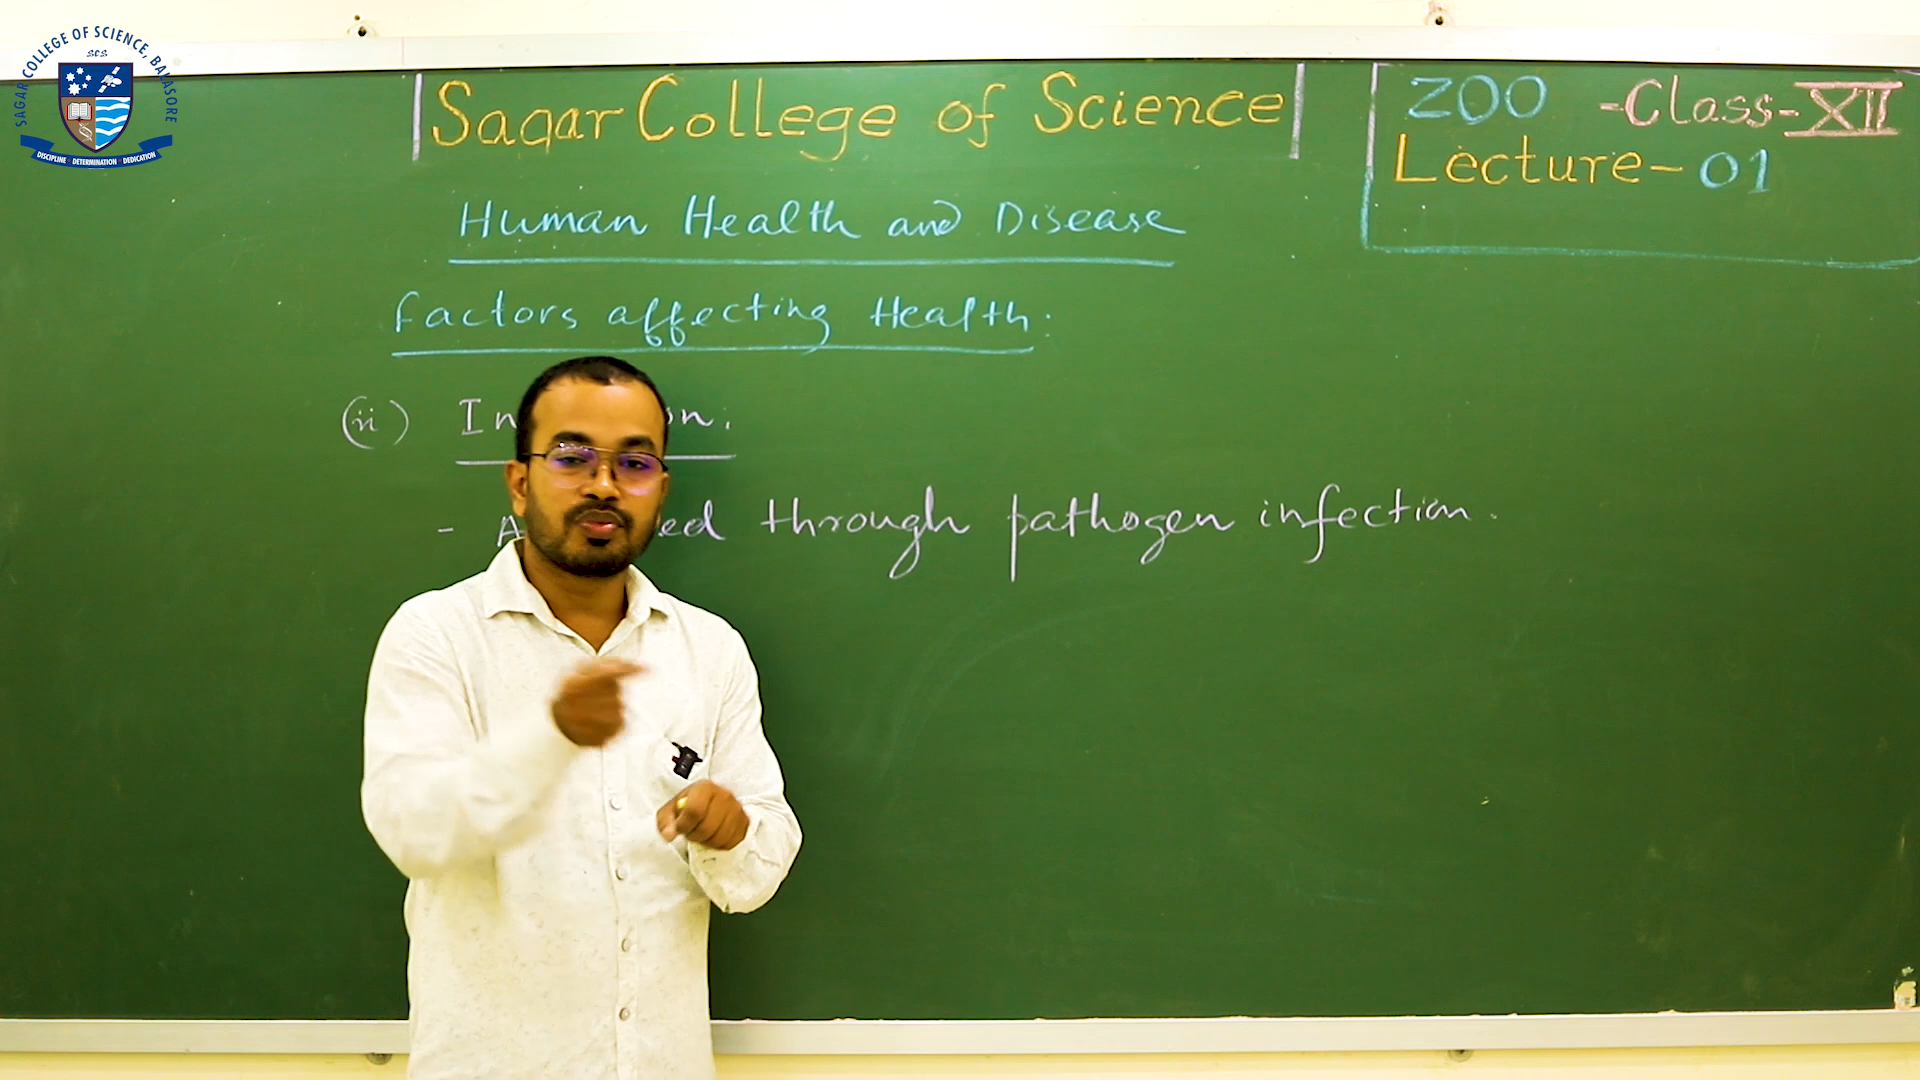 SAGAR COLLEGE OF SCIENCE, BALASORE
SCS
DISCIPLINE DETERMINATION DEDICATION
Sagar College of Science
ZOO -Class-XII
Lecture-01
Human Health and Disease
Factors affecting Health:
(ii)
- through pathogen infection.